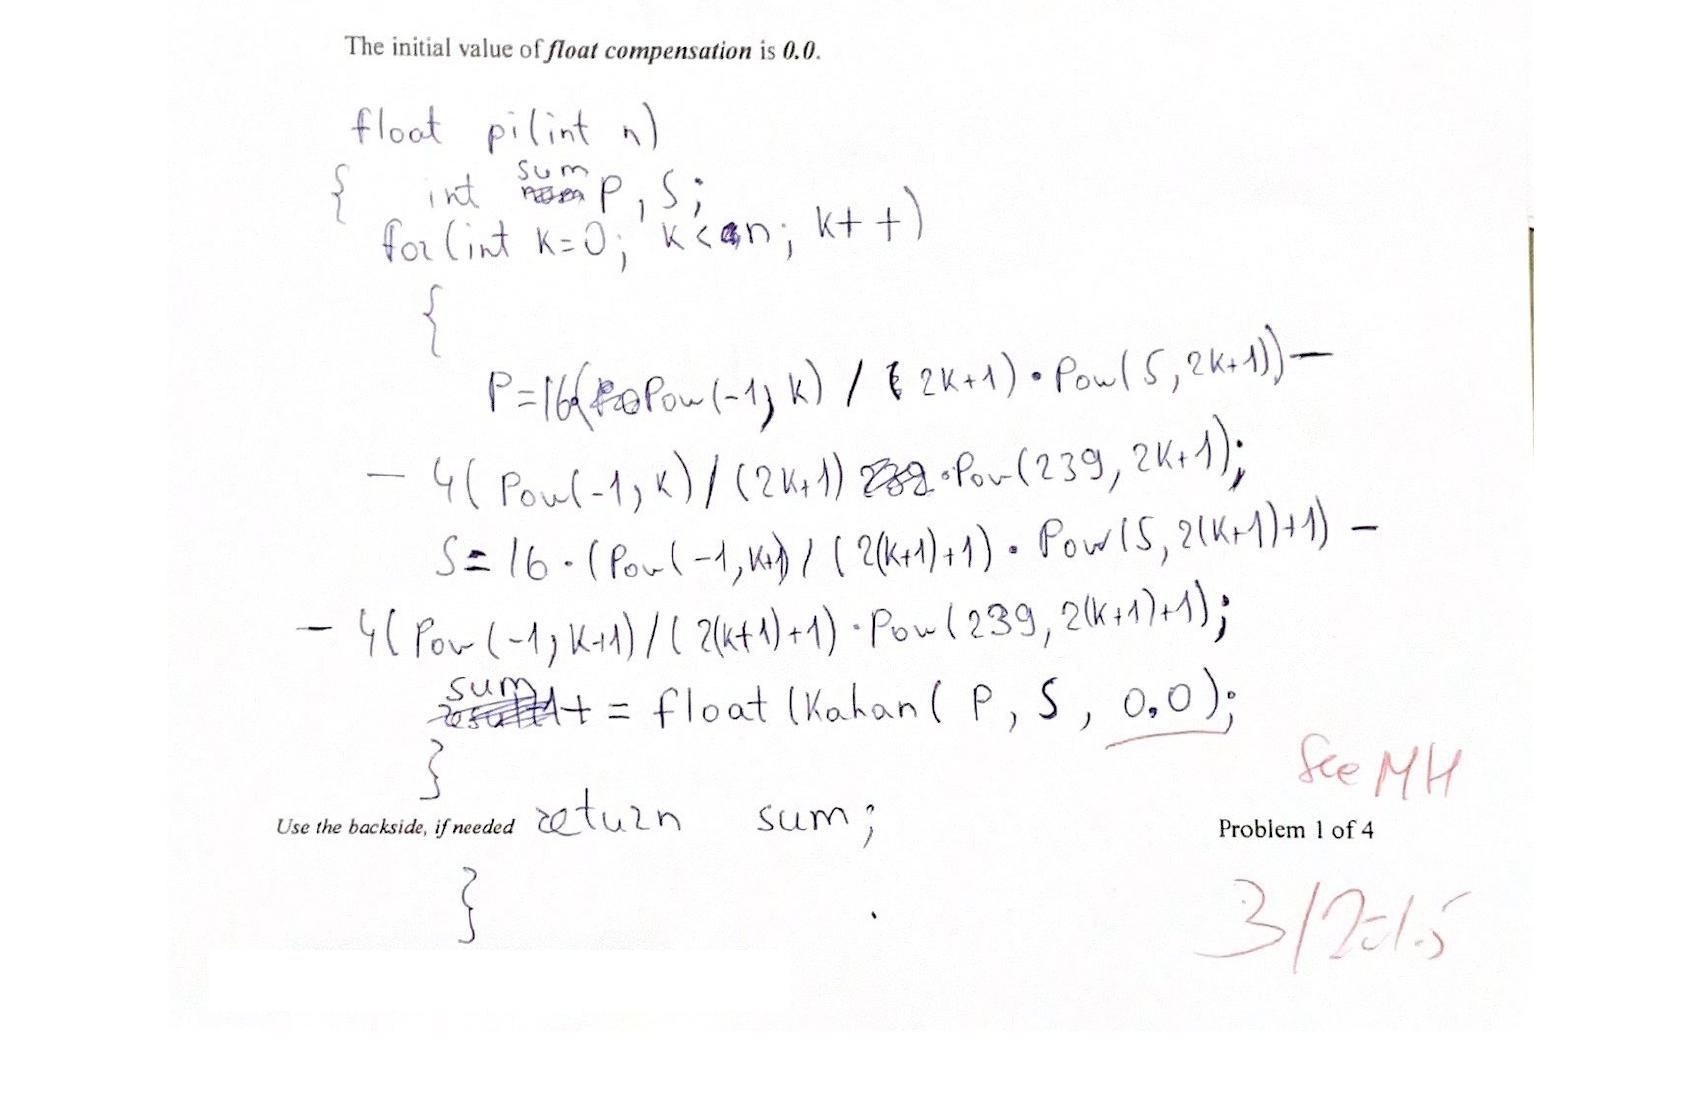 The initial value of float compensation is 0.0.
float pi(int n)
{ int sum P, S;
for(int k=0; k<n; k++)
{
P=16(Pow(-1, k) / (2k+1) • Pow(5, 2k+1)) —
— 4( Pow(-1, k) / (2k+1) • Pow(239, 2k+1);
S= 16 · (Pow(-1, k+1) / ( 2(k+1)+1) • Pow(5, 2(k+1)+1) —
— 4( Pow(-1, k+1) / ( 2(k+1)+1) · Pow(239, 2(k+1)+1);
sum += float (Kahan( P, S, 0,0);
}
See MH
Use the backside, if needed return sum; Problem 1 of 4
}